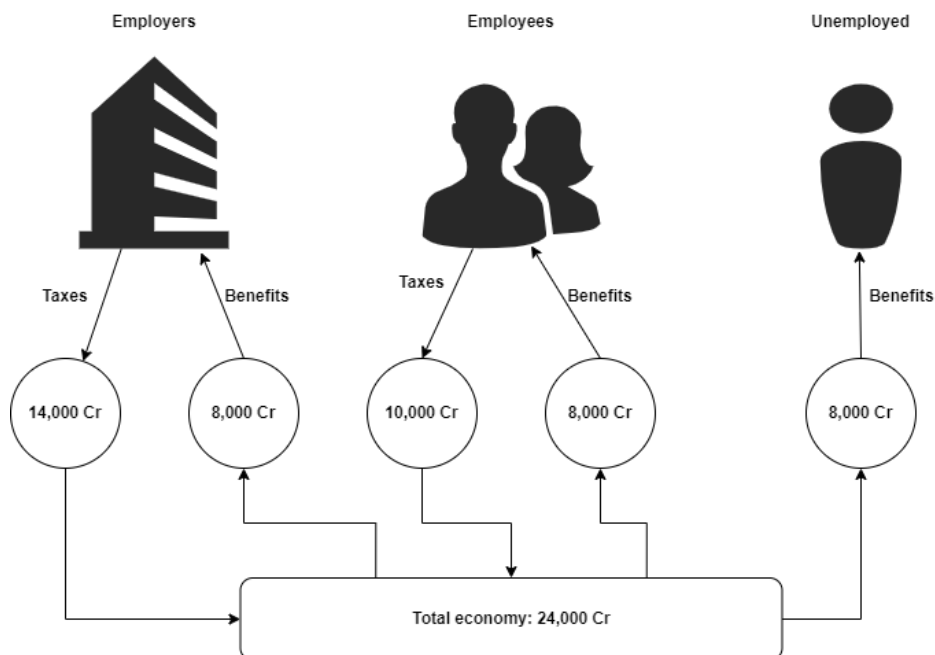 Employers
Employees
Unemployed
Taxes
Benefits
Taxes
Benefits
Benefits
14,000 Cr
8,000 Cr
10,000 Cr
8,000 Cr
8,000 Cr
Total economy: 24,000 Cr